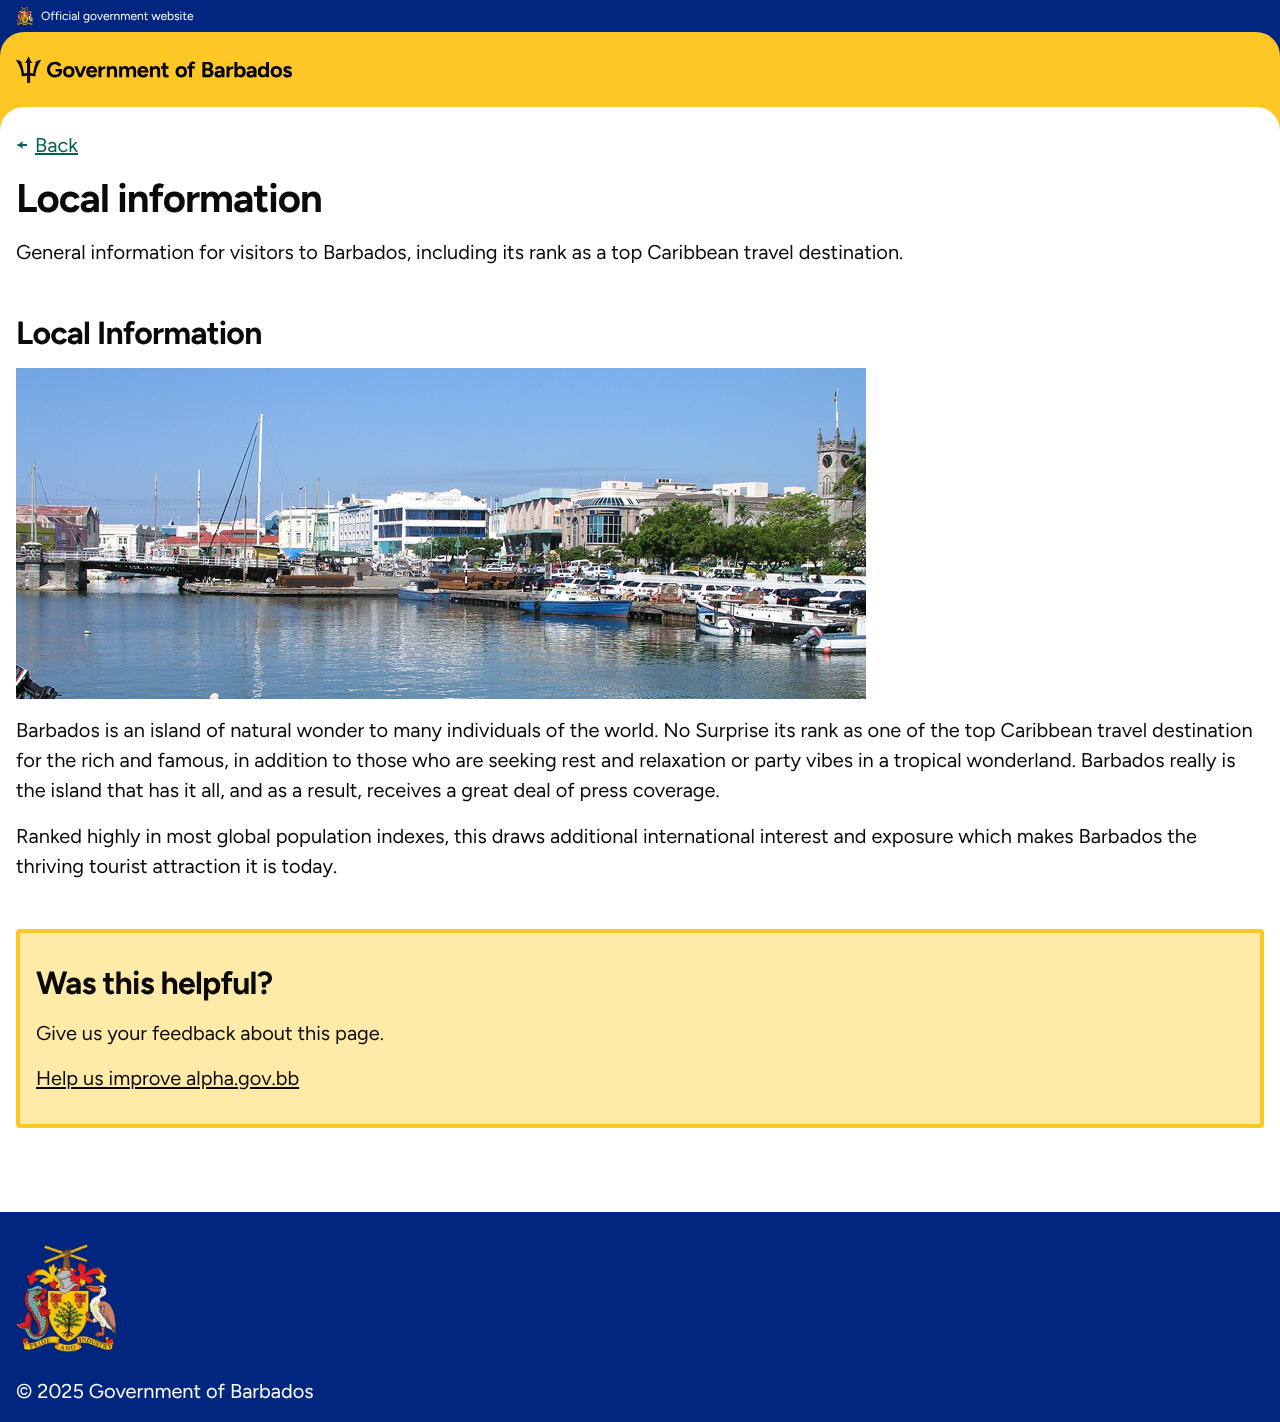 Official government website
Government of Barbados
Back
Local information
General information for visitors to Barbados, including its rank as a top Caribbean travel destination.
Local Information
Barbados is an island of natural wonder to many individuals of the world. No Surprise its rank as one of the top Caribbean travel destination
for the rich and famous, in addition to those who are seeking rest and relaxation or party vibes in a tropical wonderland. Barbados really is
the island that has it all, and as a result, receives a great deal of press coverage.
Ranked highly in most global population indexes, this draws additional international interest and exposure which makes Barbados the
thriving tourist attraction it is today.
Was this helpful?
Give us your feedback about this page.
Help us improve alpha.gov.bb
PRIDE AND INDUSTRY
© 2025 Government of Barbados